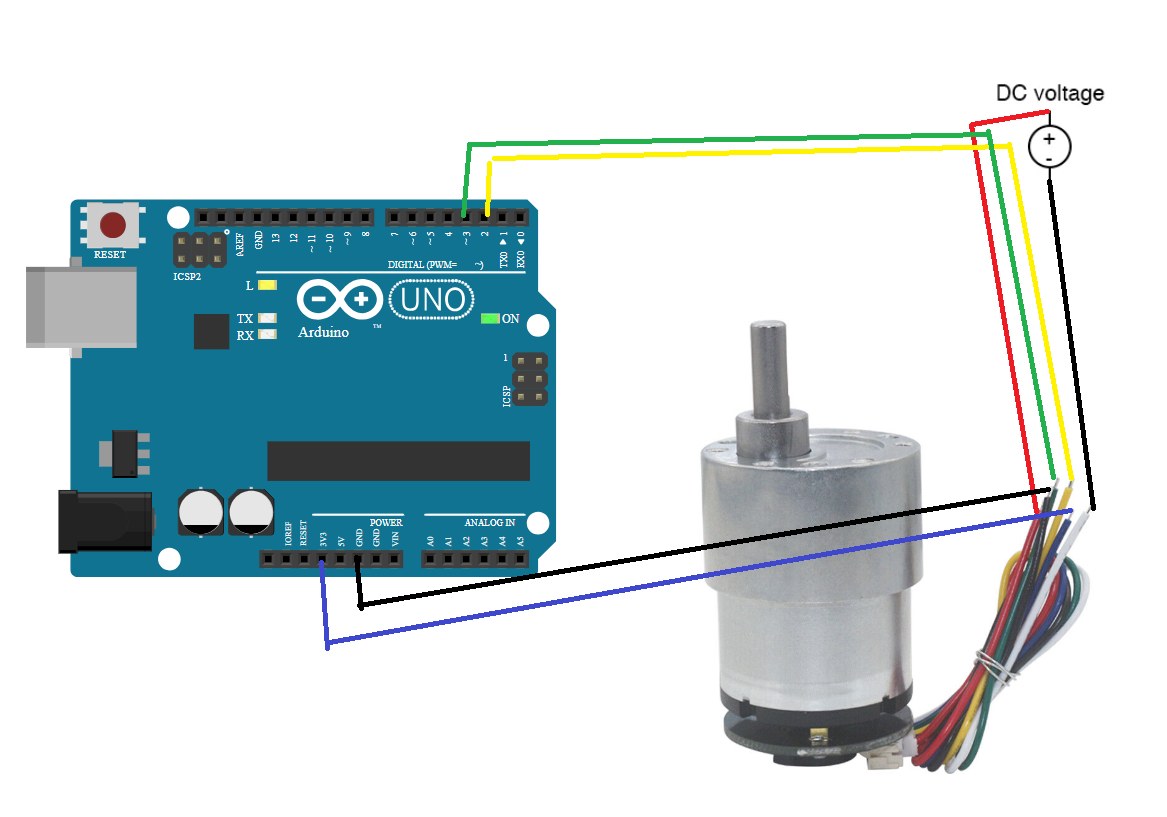 DC voltage
+
-
RESET
ICSP2
AREF
GND
13
12
~11
~10
~9
8
7
~6
~5
4
~3
2
TX0 ▶ 1
RX0 ◀ 0
DIGITAL (PWM= ~)
L
TX
RX
UNO
Arduino
™
ON
1
ICSP
IOREF
RESET
3V3
5V
GND
GND
VIN
POWER
ANALOG IN
A0
A1
A2
A3
A4
A5